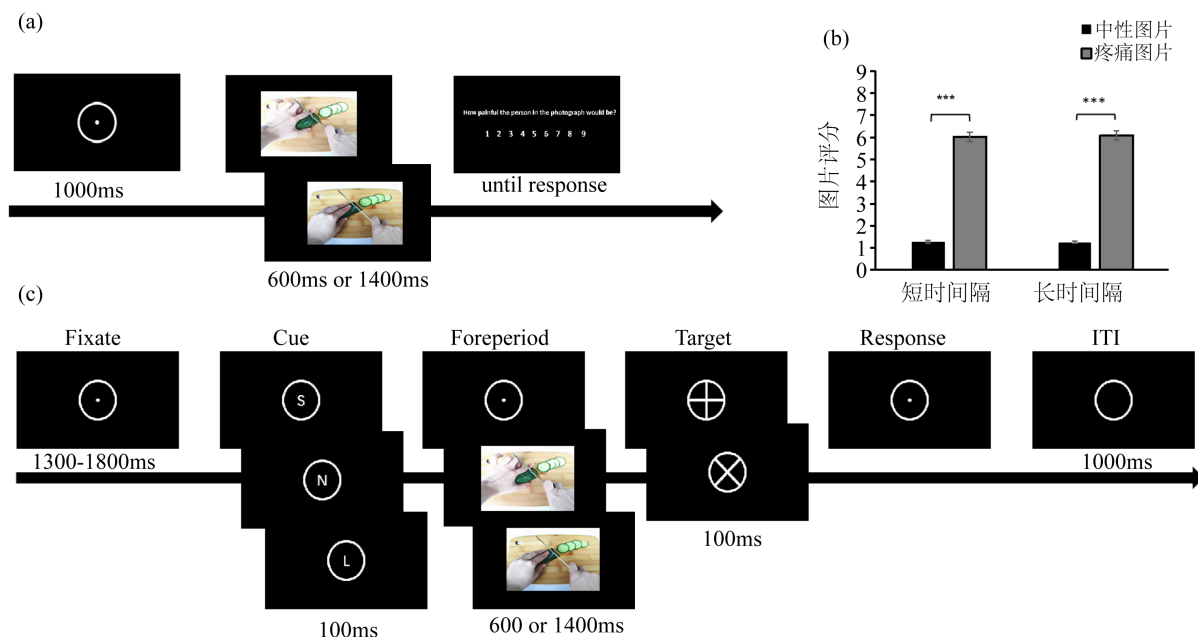 (a)
How painful the person in the photograph would be?
1 2 3 4 5 6 7 8 9
1000ms
until response
600ms or 1400ms
(b)
中性图片
疼痛图片
图片评分
9
8
7
6
5
4
3
2
1
0
***
***
短时间隔
长时间隔
(c)
Fixate
Cue
Foreperiod
Target
Response
ITI
S
N
L
1300-1800ms
100ms
600 or 1400ms
100ms
1000ms